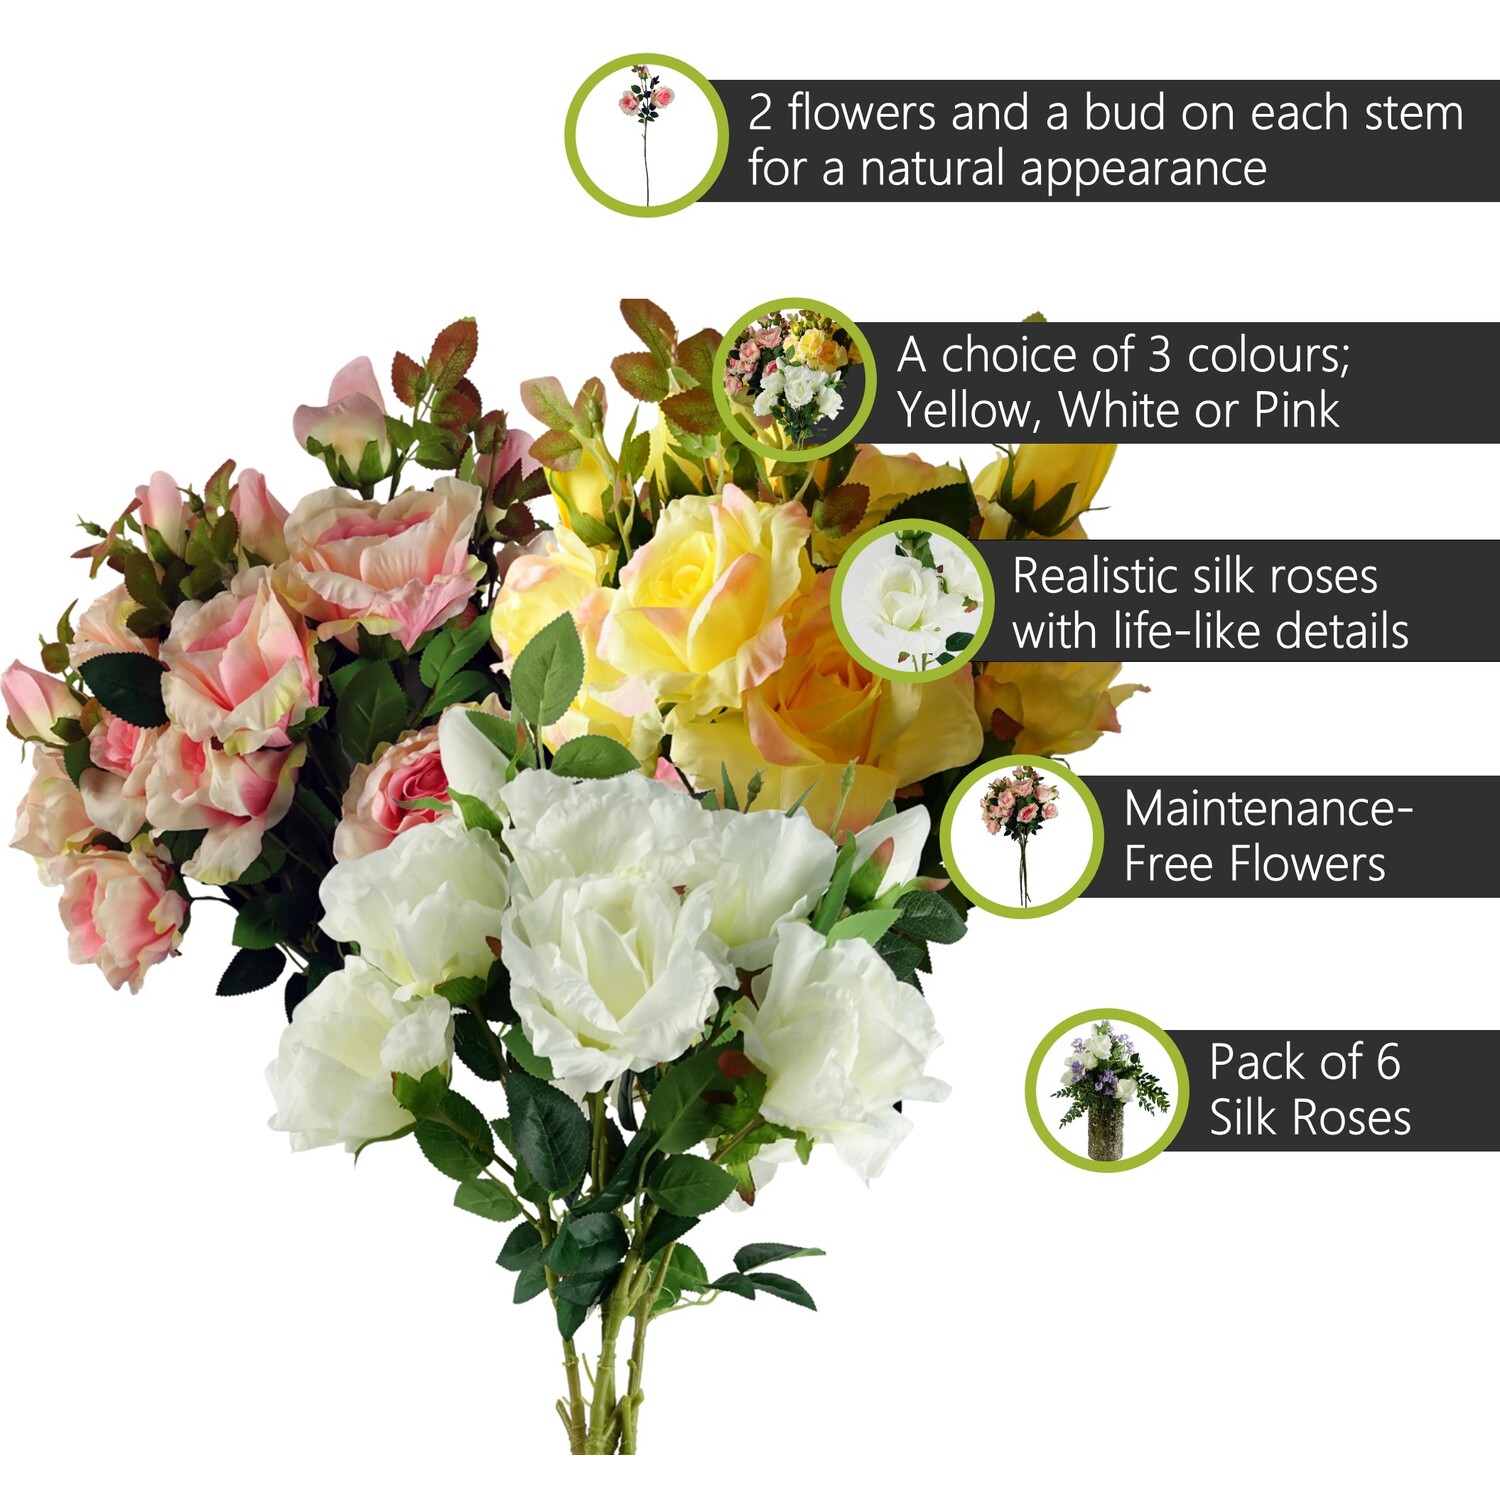 2 flowers and a bud on each stem
for a natural appearance
A choice of 3 colours;
Yellow, White or Pink
Realistic silk roses
with life-like details
Maintenance-
Free Flowers
Pack of 6
Silk Roses